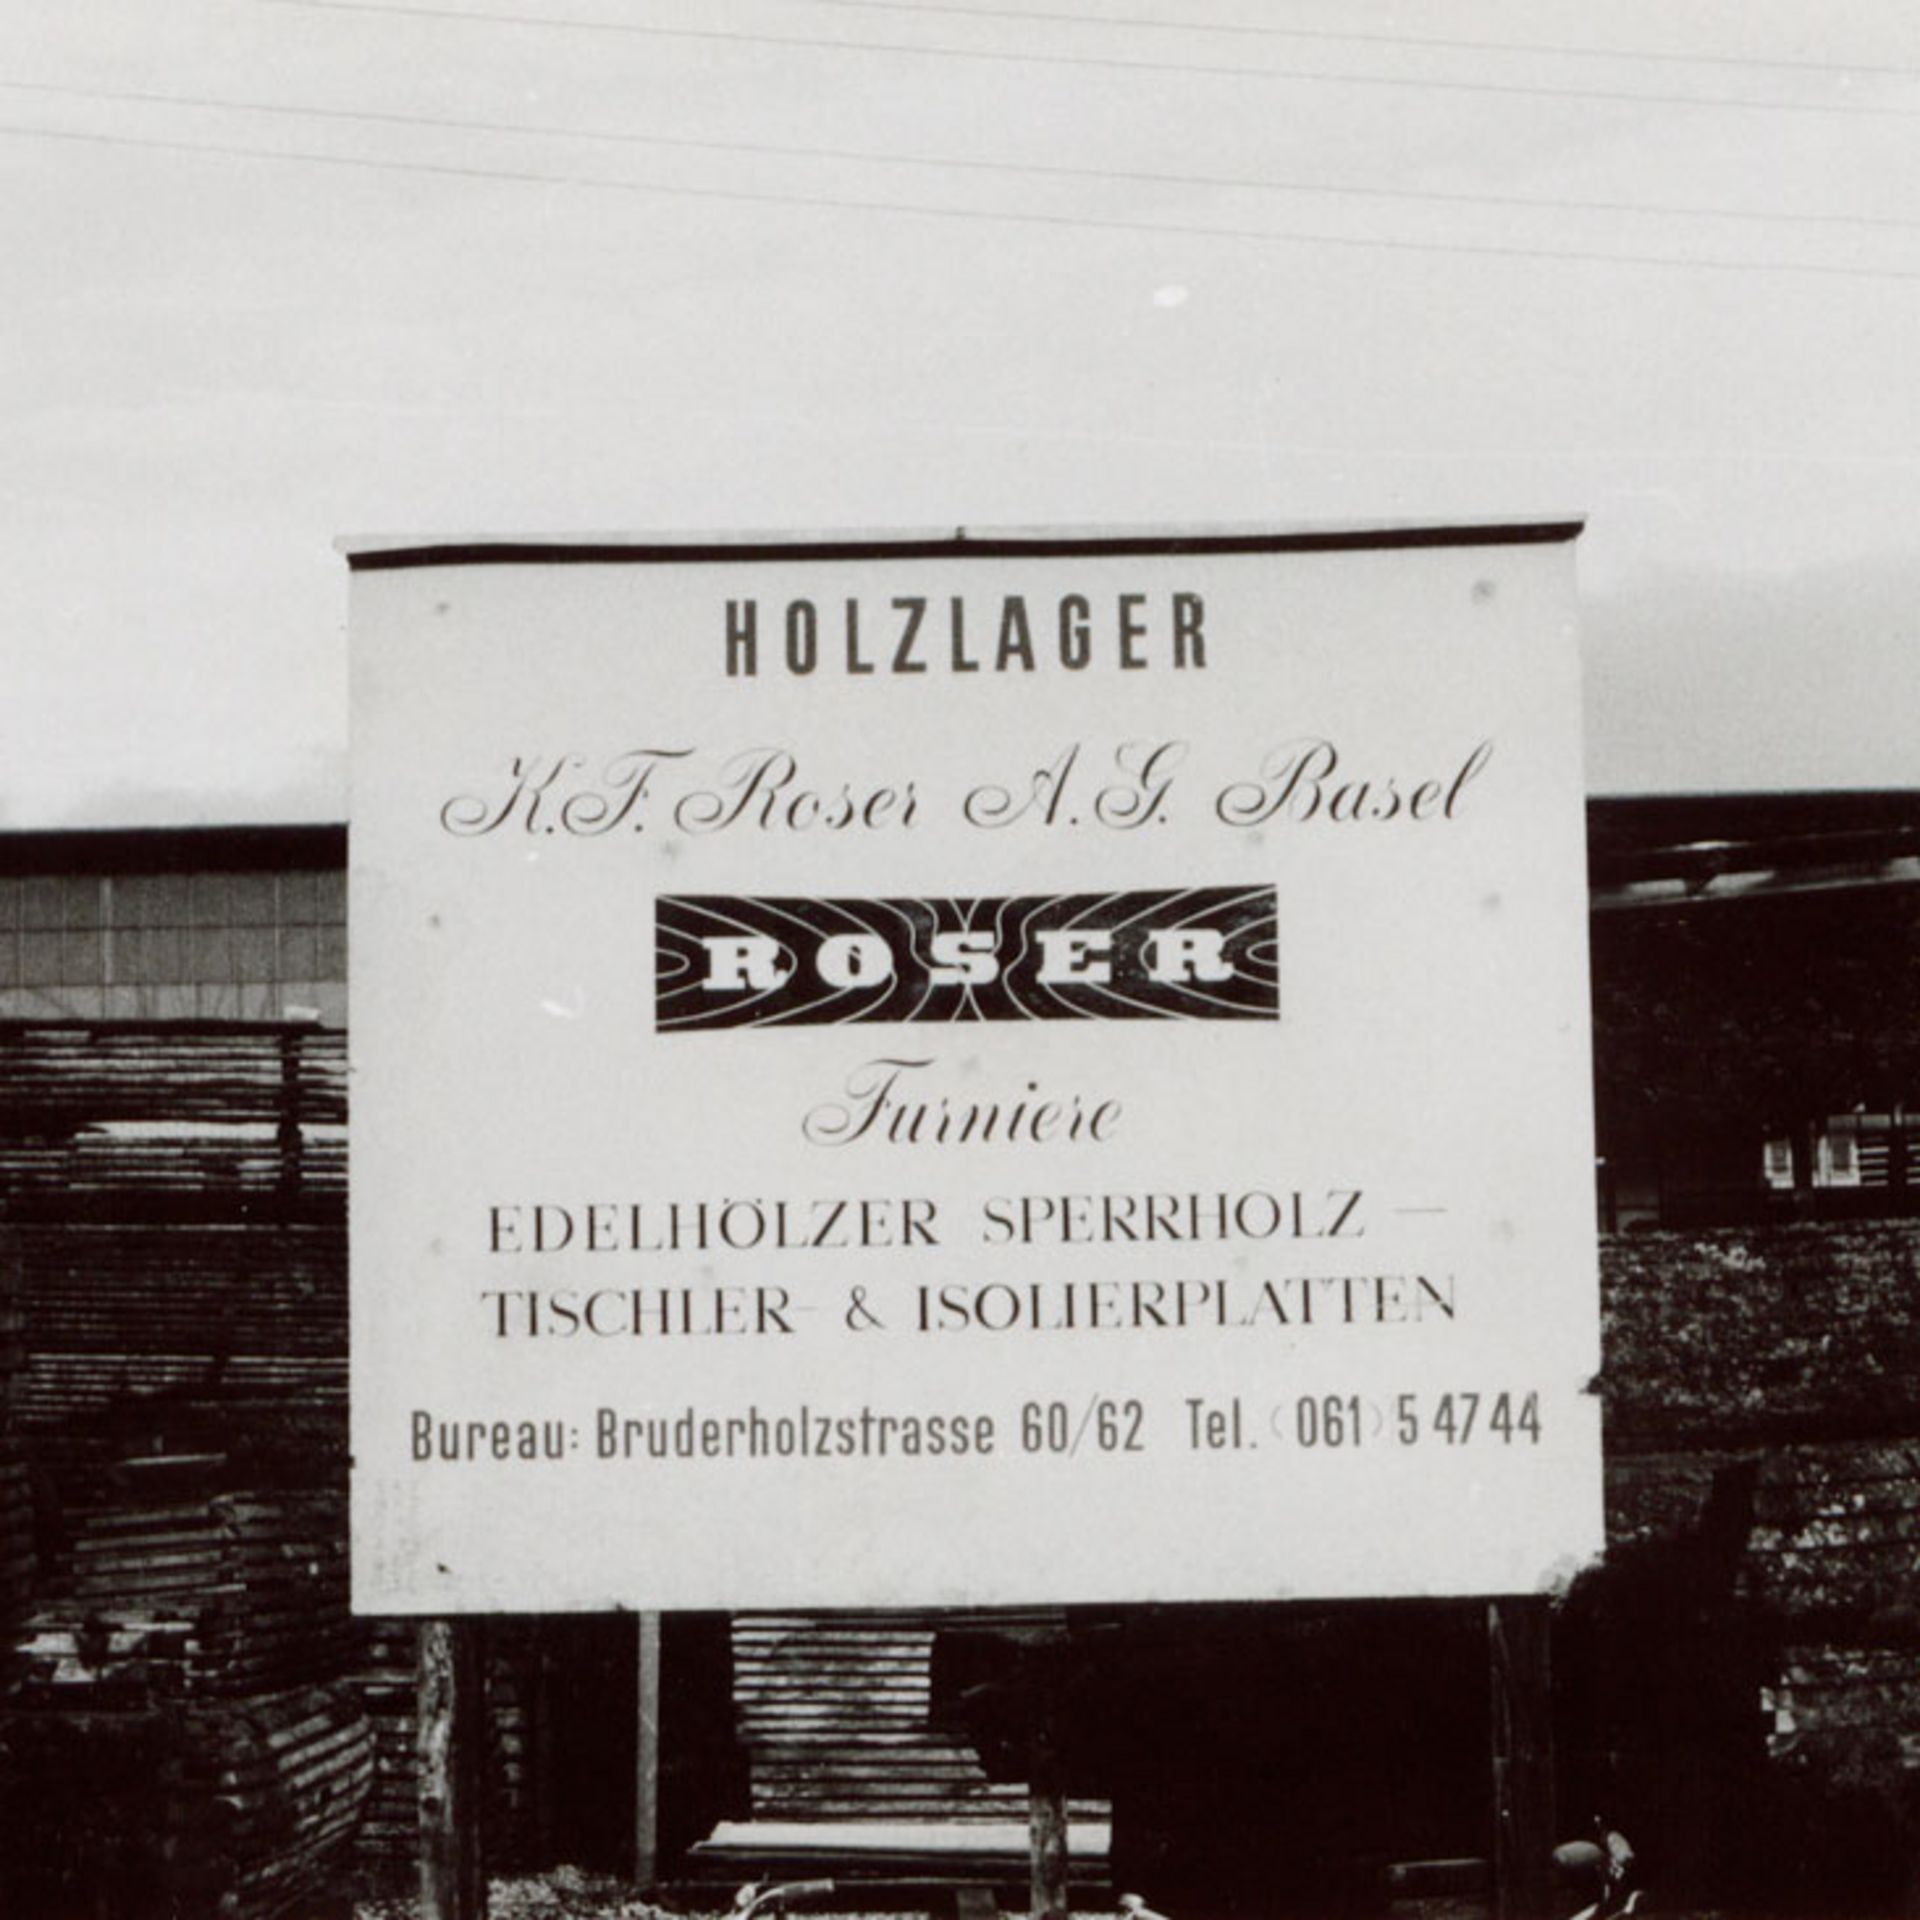 HOLZLAGER
K.F. Roser A.G. Basel
ROSER
Furniere
EDELHÖLZER SPERRHOLZ —
TISCHLER- & ISOLIERPLATTEN
Bureau: Bruderholzstrasse 60/62 Tel. (061) 5 47 44